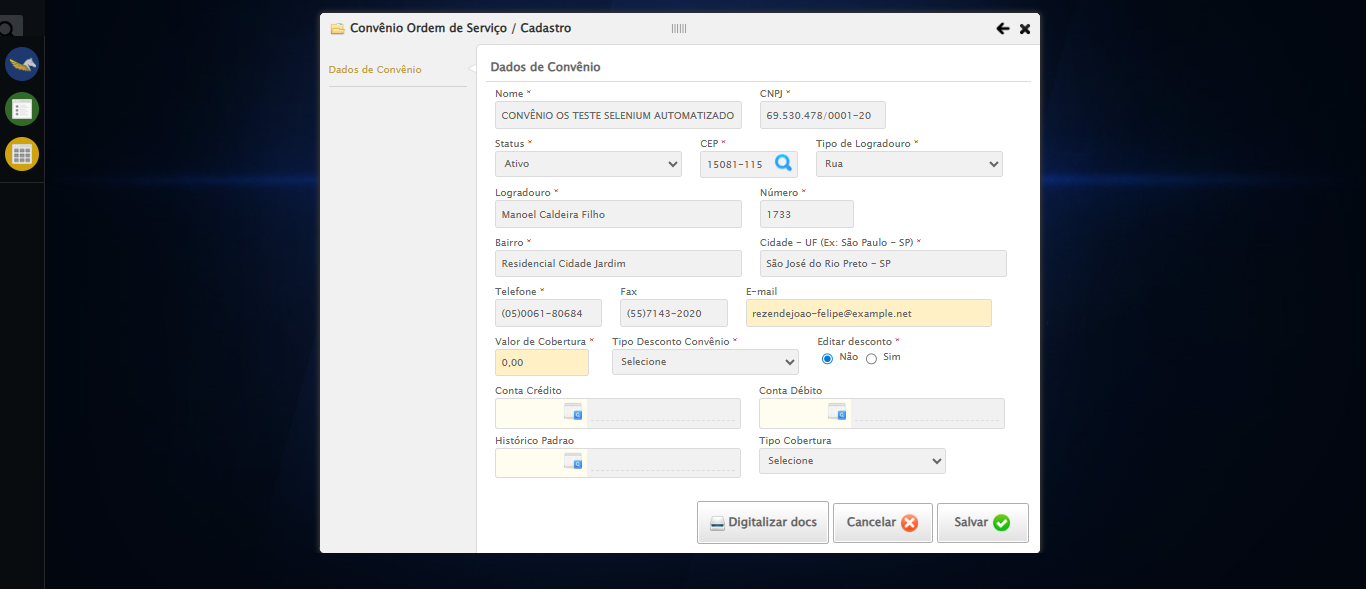 Convênio Ordem de Serviço / Cadastro
Dados de Convênio
Dados de Convênio
Nome * CNPJ *
CONVÊNIO OS TESTE SELENIUM AUTOMATIZADO 69.530.478/0001-20
Status * CEP * Tipo de Logradouro *
Ativo 15081-115 Rua
Logradouro * Número *
Manoel Caldeira Filho 1733
Bairro * Cidade - UF (Ex: São Paulo - SP) *
Residencial Cidade Jardim São José do Rio Preto - SP
Telefone * Fax E-mail
(05)0061-80684 (55)7143-2020 rezendejoao-felipe@example.net
Valor de Cobertura * Tipo Desconto Convênio * Editar desconto *
0,00 Selecione Não Sim
Conta Crédito Conta Débito
Histórico Padrao Tipo Cobertura
Selecione
Digitalizar docs Cancelar Salvar